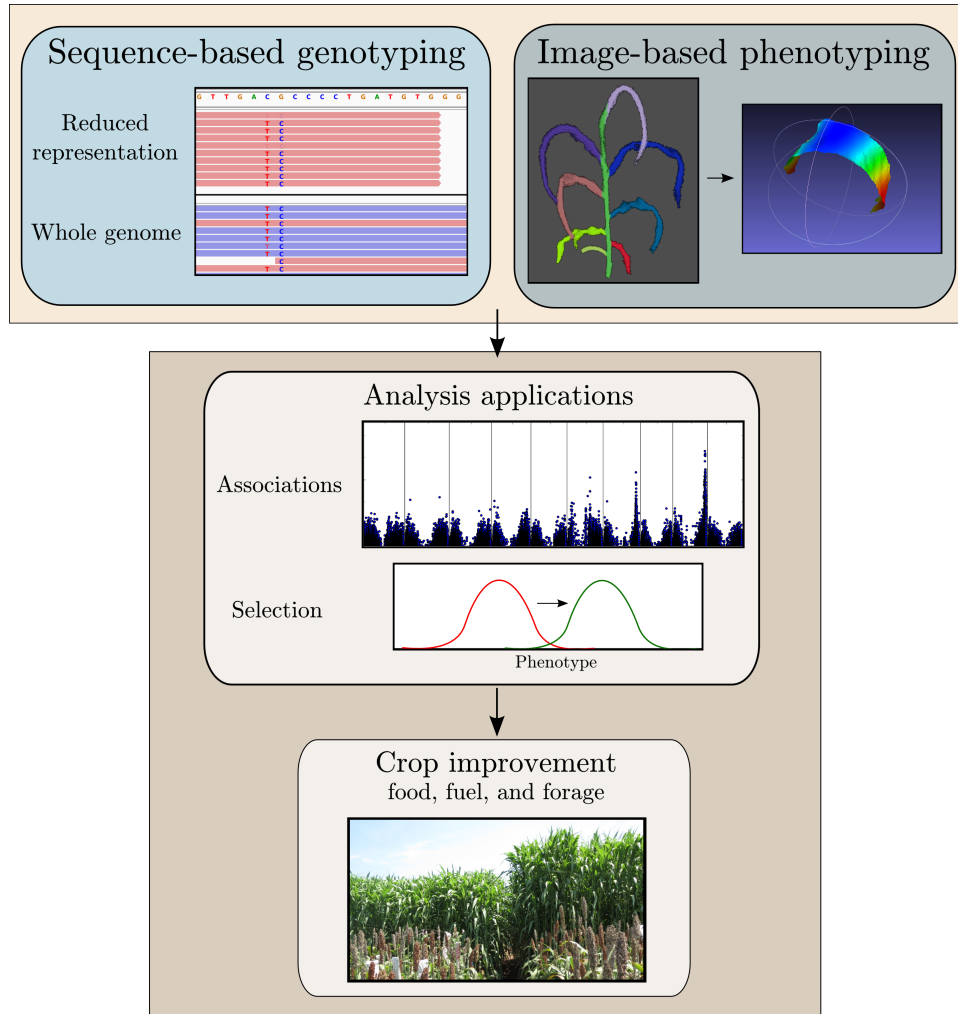 Sequence-based genotyping
Image-based phenotyping
G T T G A C G C C C C T G A T G T G G G
Reduced
representation
T C
T C
T C
T C
T C
T C
T C
T C
Whole genome
T C
T C
T C
T C
T C
T C
T C
C
T C
Analysis applications
Associations
Selection
Phenotype
Crop improvement
food, fuel, and forage